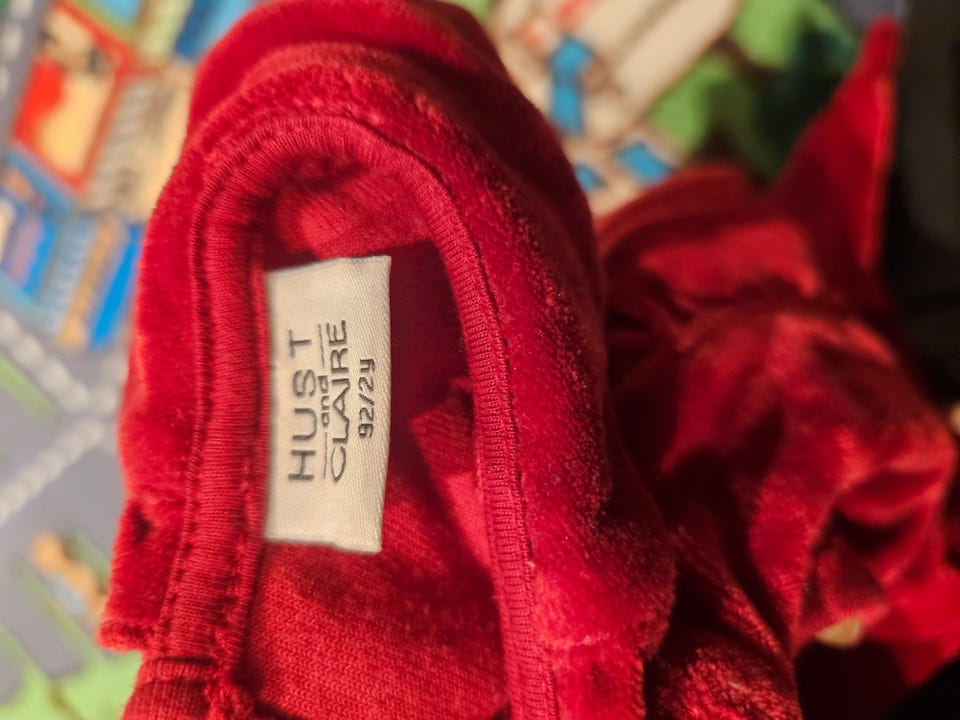 HUST
and
CLAIRE
92/2y